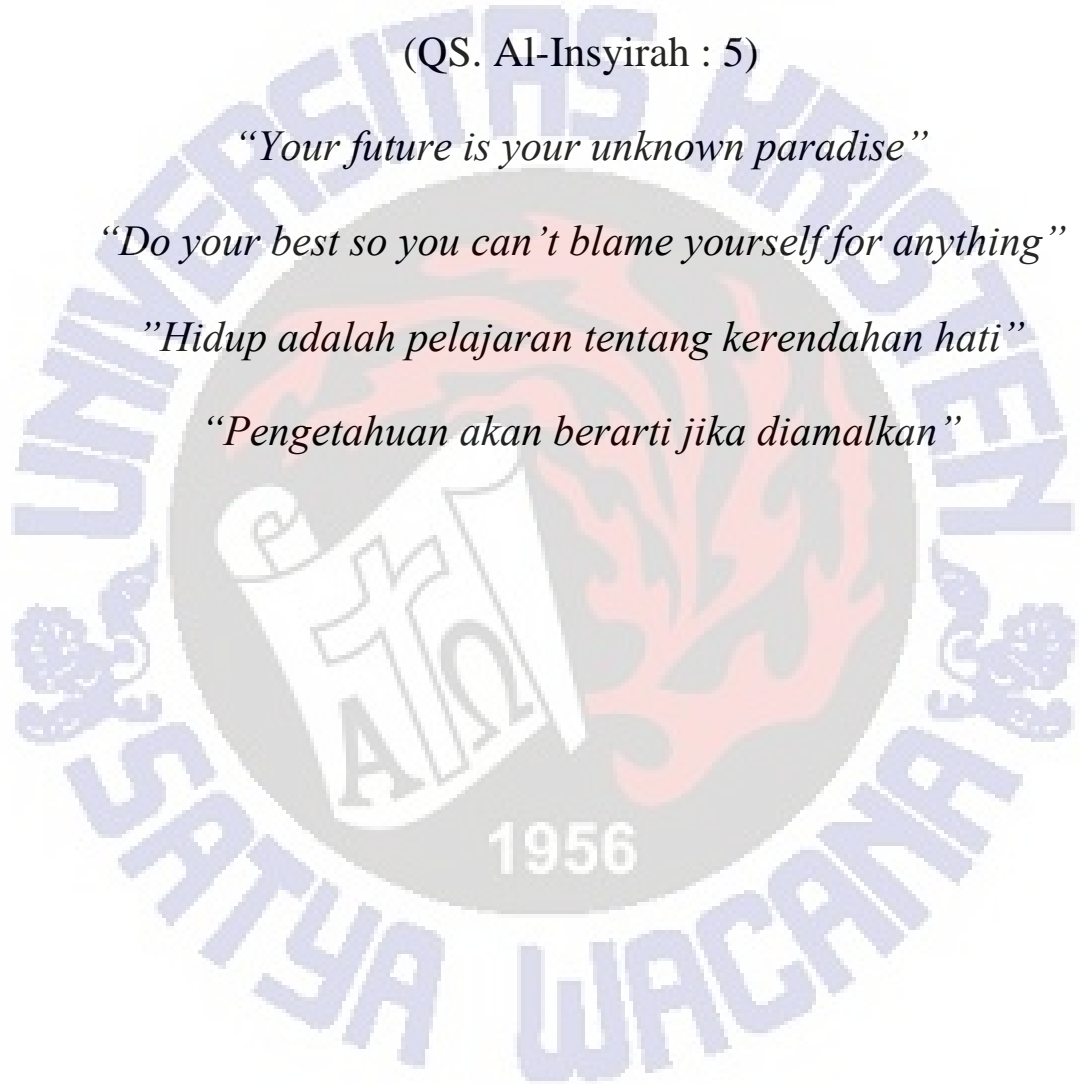 (QS. Al-Insyirah : 5)
“Your future is your unknown paradise”
“Do your best so you can’t blame yourself for anything”
”Hidup adalah pelajaran tentang kerendahan hati”
“Pengetahuan akan berarti jika diamalkan”
UNIVERSITAS KRISTEN
SATYA WACANA
Α Ω
1956